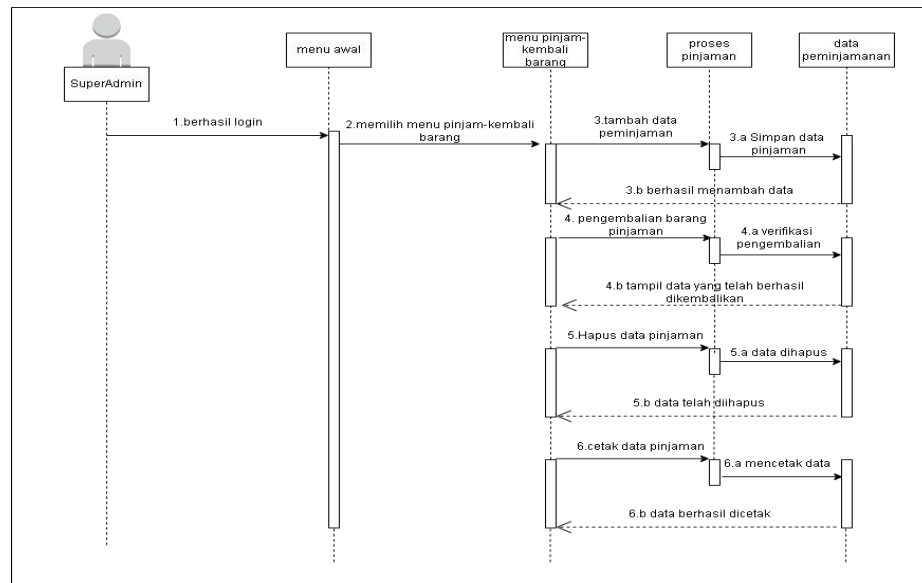 SuperAdmin
menu awal
menu pinjam-
kembali
barang
proses
pinjaman
data
peminjamanan
1.berhasil login
2.memilih menu pinjam-kembali
barang
3.tambah data
peminjaman
3.a Simpan data
pinjaman
3.b berhasil menambah data
4. pengembalian barang
pinjaman
4.a verifikasi
pengembalian
4.b tampil data yang telah berhasil
dikembalikan
5.Hapus data pinjaman
5.a data dihapus
5.b data telah diihapus
6.cetak data pinjaman
6.a mencetak data
6.b data berhasil dicetak